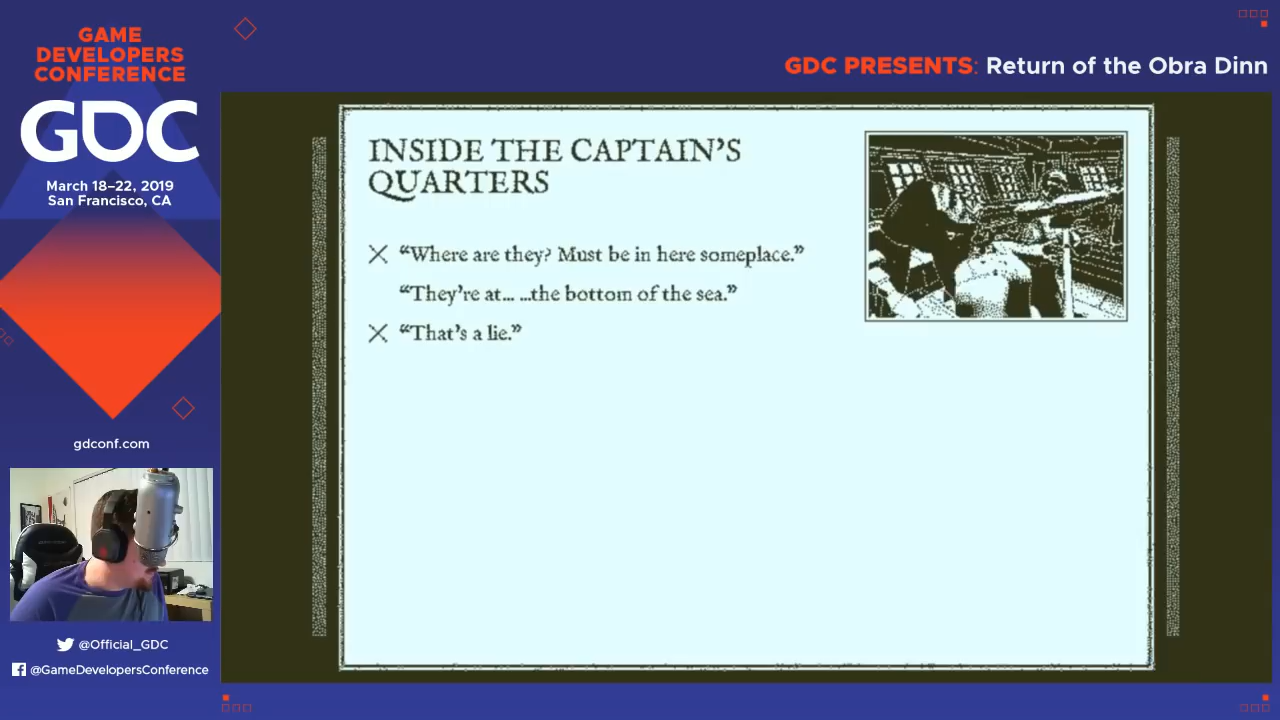 GAME
DEVELOPERS
CONFERENCE
GDC
March 18–22, 2019
San Francisco, CA
gdconf.com
@Official_GDC
@GameDevelopersConference
GDC PRESENTS: Return of the Obra Dinn
INSIDE THE CAPTAIN'S
QUARTERS
“Where are they? Must be in here someplace.”
“They're at... ...the bottom of the sea.”
“That's a lie.”